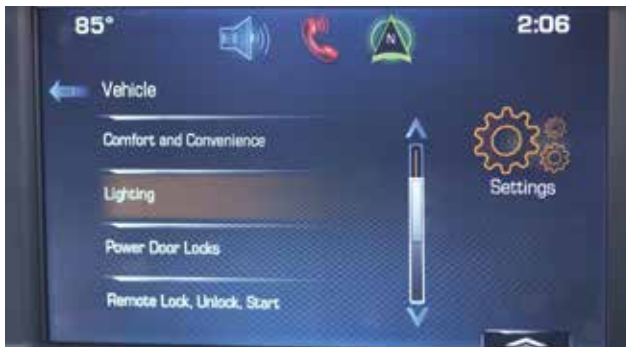 85° 2:06
N
Vehicle
Comfort and Convenience
Lighting
Settings
Power Door Locks
Remote Lock, Unlock, Start